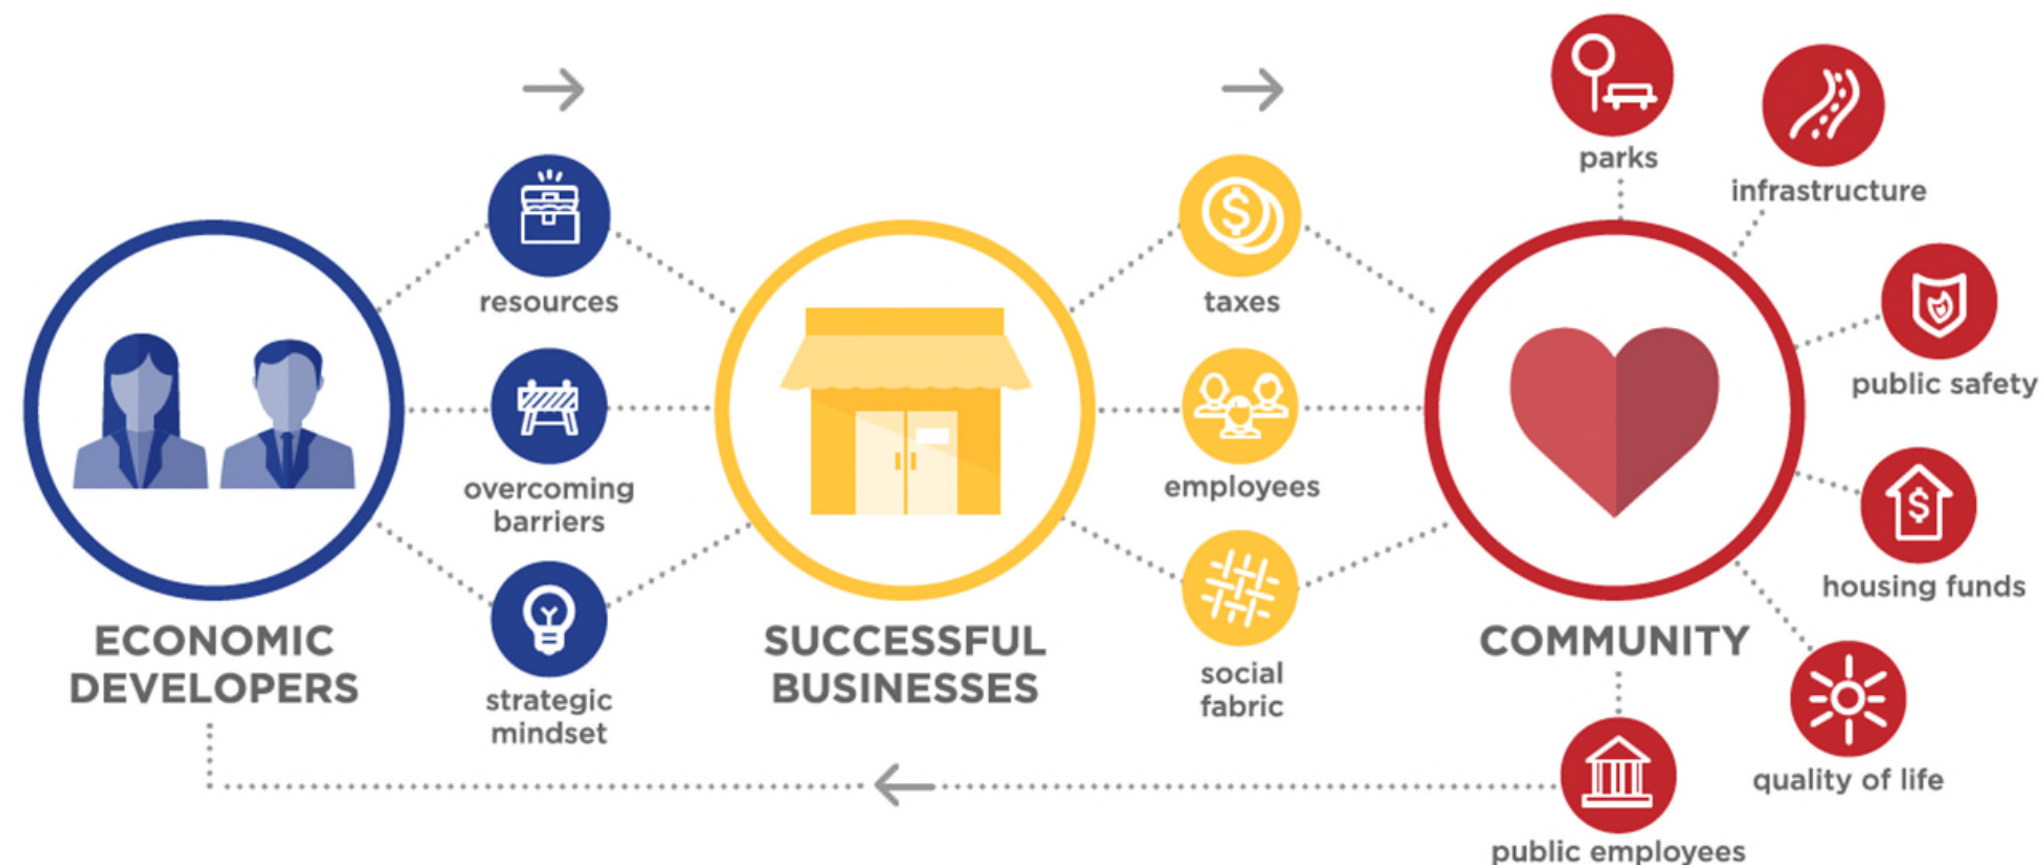 parks
infrastructure
resources
taxes
public safety
overcoming
barriers
employees
housing funds
ECONOMIC
DEVELOPERS
strategic
mindset
SUCCESSFUL
BUSINESSES
social
fabric
COMMUNITY
quality of life
public employees
$
$